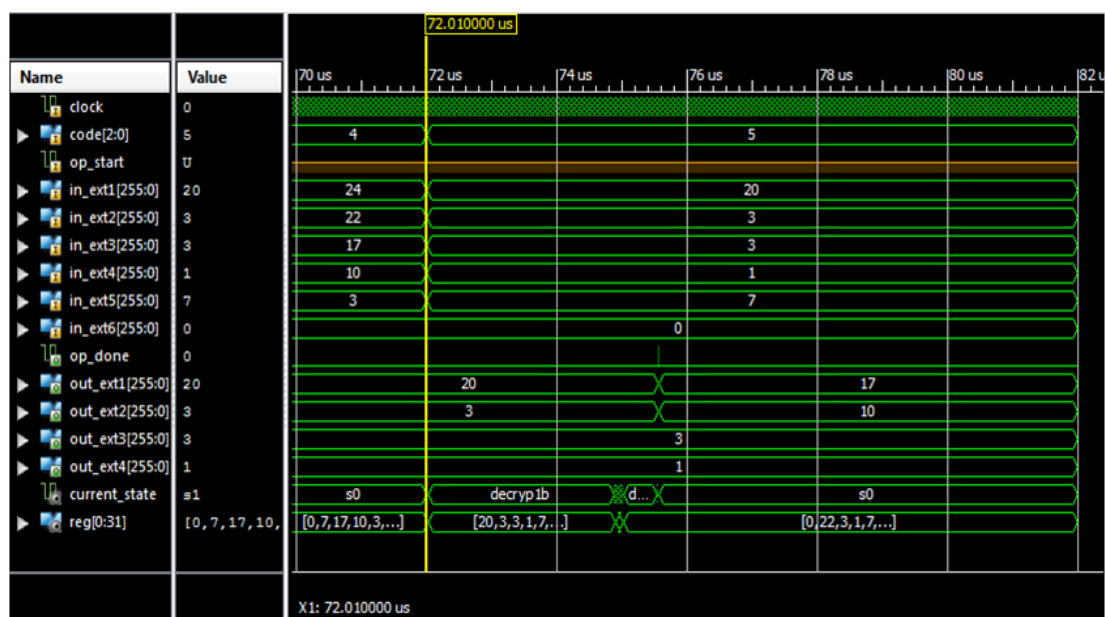 72.010000 us
Name Value 70 us 72 us 74 us 76 us 78 us 80 us 82 u
clock 0
code[2:0] 5 4 5
op_start U
in_ext1[255:0] 20 24 20
in_ext2[255:0] 3 22 3
in_ext3[255:0] 3 17 3
in_ext4[255:0] 1 10 1
in_ext5[255:0] 7 3 7
in_ext6[255:0] 0 0
op_done 0
out_ext1[255:0] 20 20 17
out_ext2[255:0] 3 3 10
out_ext3[255:0] 3 3
out_ext4[255:0] 1 1
current_state s1 s0 decryp1b d... s0
reg[0:31] [0,7,17,10, [0,7,17,10,3,...] [20,3,3,1,7,...] [0,22,3,1,7,...]
X1: 72.010000 us